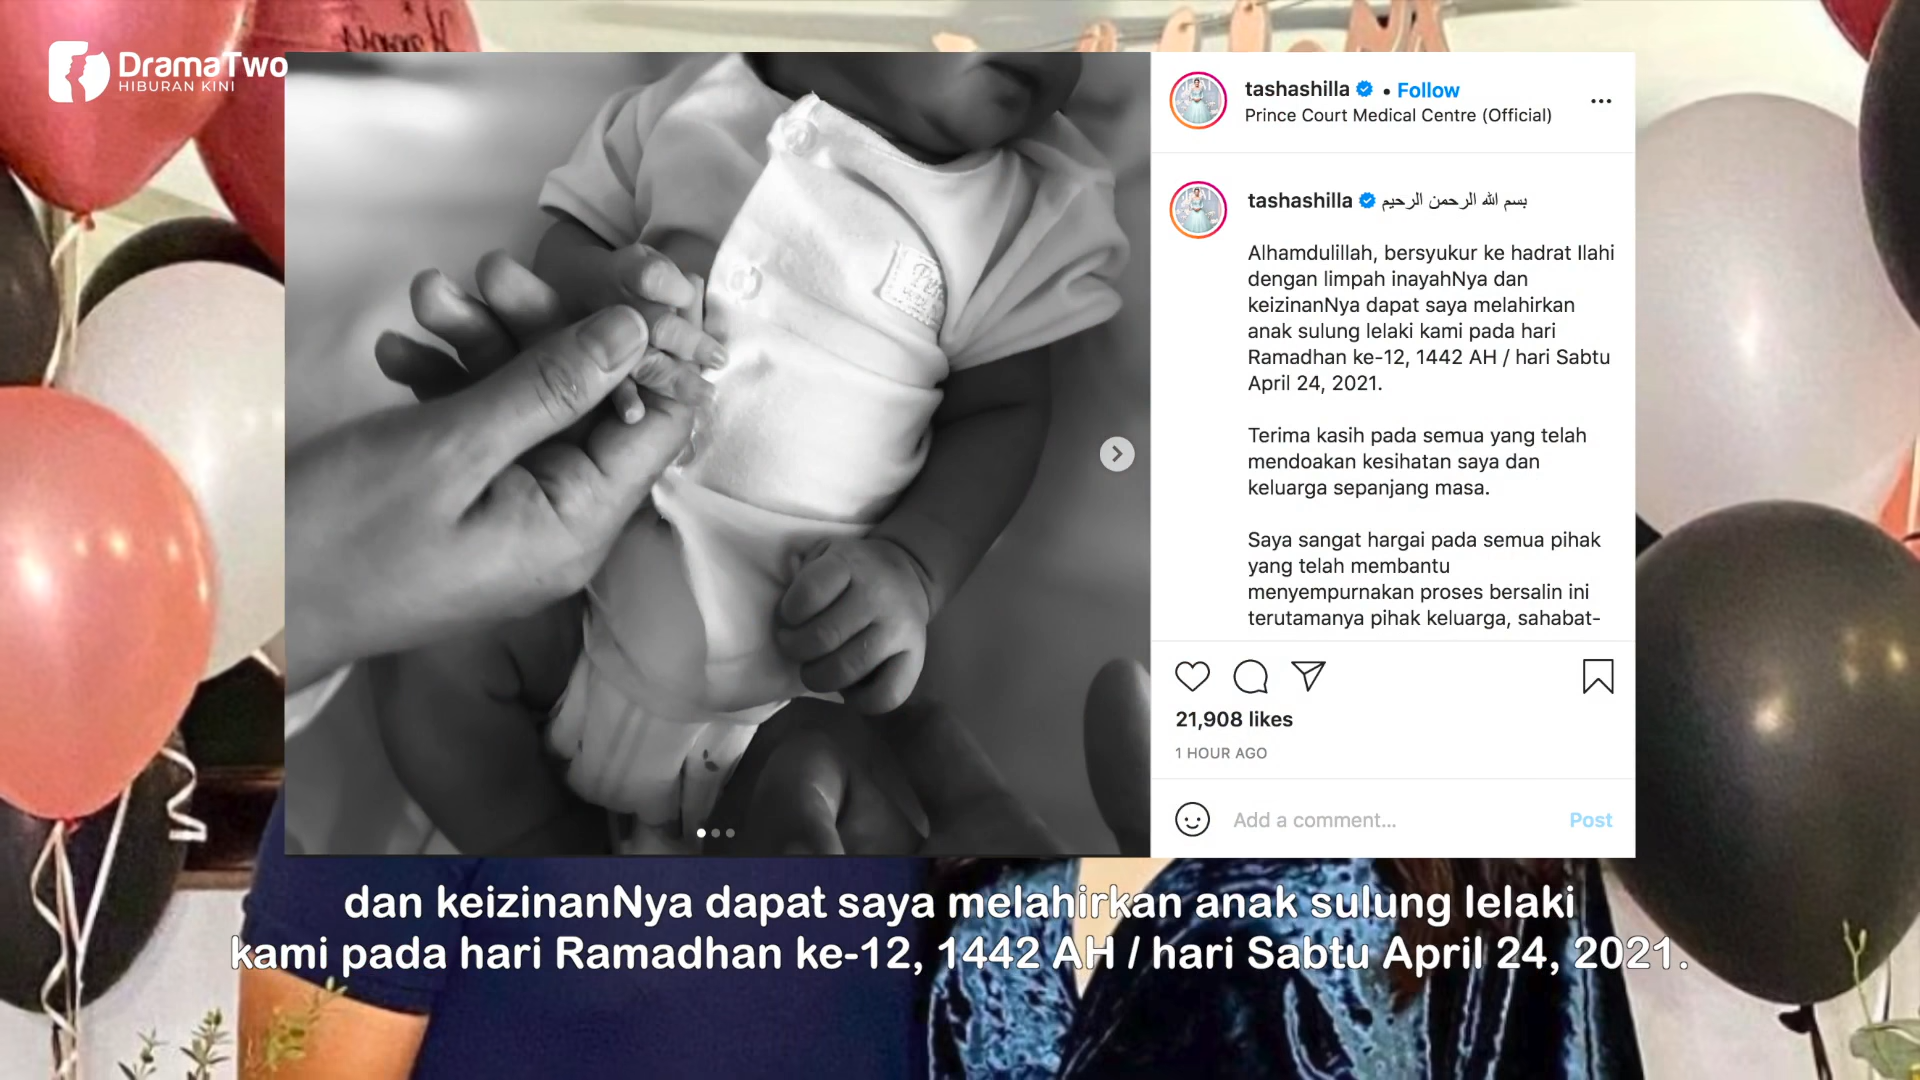 DramaTwo
HIBURAN KINI
tashashilla • Follow
Prince Court Medical Centre (Official)
tashashilla بسم الله الرحمن الرحيم
Alhamdulillah, bersyukur ke hadrat Ilahi
dengan limpah inayahNya dan
keizinanNya dapat saya melahirkan
anak sulung lelaki kami pada hari
Ramadhan ke-12, 1442 AH / hari Sabtu
April 24, 2021.
Terima kasih pada semua yang telah
mendoakan kesihatan saya dan
keluarga sepanjang masa.
Saya sangat hargai pada semua pihak
yang telah membantu
menyempurnakan proses bersalin ini
terutamanya pihak keluarga, sahabat-
21,908 likes
1 HOUR AGO
Add a comment...
Post
dan keizinanNya dapat saya melahirkan anak sulung lelaki
kami pada hari Ramadhan ke-12, 1442 AH / hari Sabtu April 24, 2021.